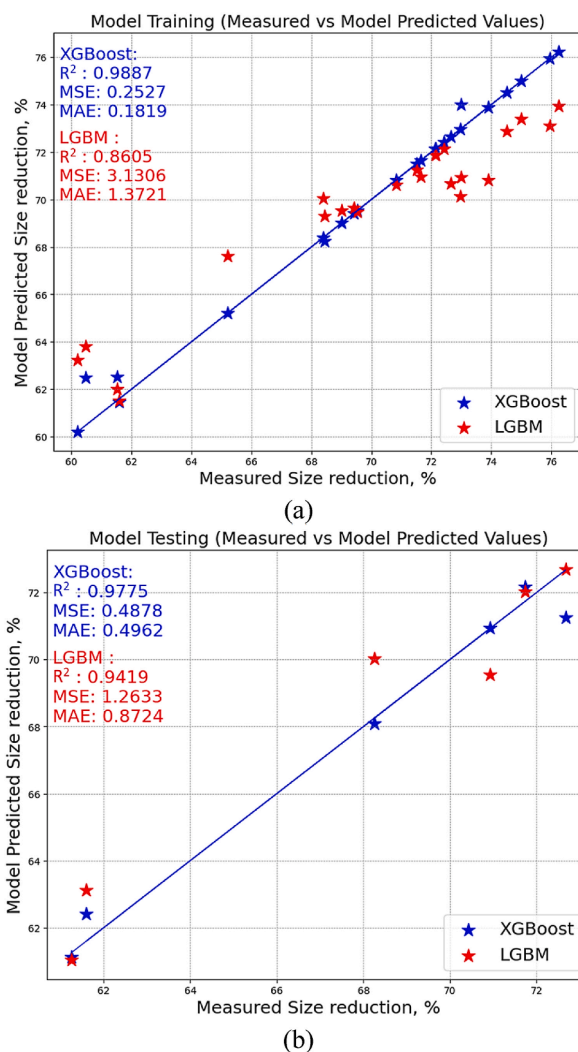 Model Training (Measured vs Model Predicted Values)
XGBoost:
R² : 0.9887
MSE: 0.2527
MAE: 0.1819
LGBM :
R² : 0.8605
MSE: 3.1306
MAE: 1.3721
Model Predicted Size reduction, %
76
74
72
70
68
66
64
62
60
XGBoost
LGBM
60 62 64 66 68 70 72 74 76
Measured Size reduction, %
(a)
Model Testing (Measured vs Model Predicted Values)
XGBoost:
R² : 0.9775
MSE: 0.4878
MAE: 0.4962
LGBM :
R² : 0.9419
MSE: 1.2633
MAE: 0.8724
Model Predicted Size reduction, %
72
70
68
66
64
62
XGBoost
LGBM
62 64 66 68 70 72
Measured Size reduction, %
(b)